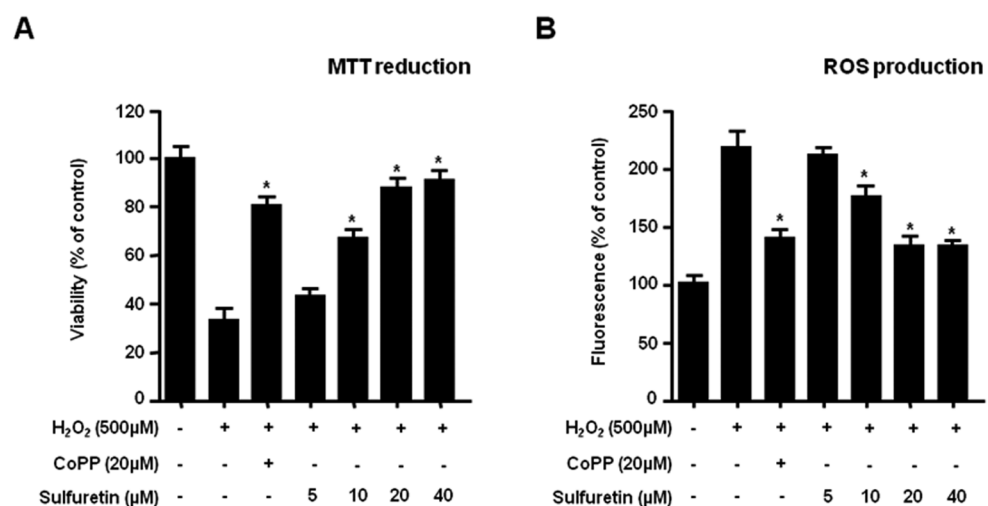 A
MTT reduction
Viability (% of control)
120
100
80
60
40
20
0
* * * *
H₂O₂ (500µM) - + + + + + +
CoPP (20µM) - - + - - - -
Sulfuretin (µM) - - - 5 10 20 40
B
ROS production
Fluorescence (% of control)
250
200
150
100
50
0
* * * *
H₂O₂ (500µM) - + + + + + +
CoPP (20µM) - - + - - - -
Sulfuretin (µM) - - - 5 10 20 40